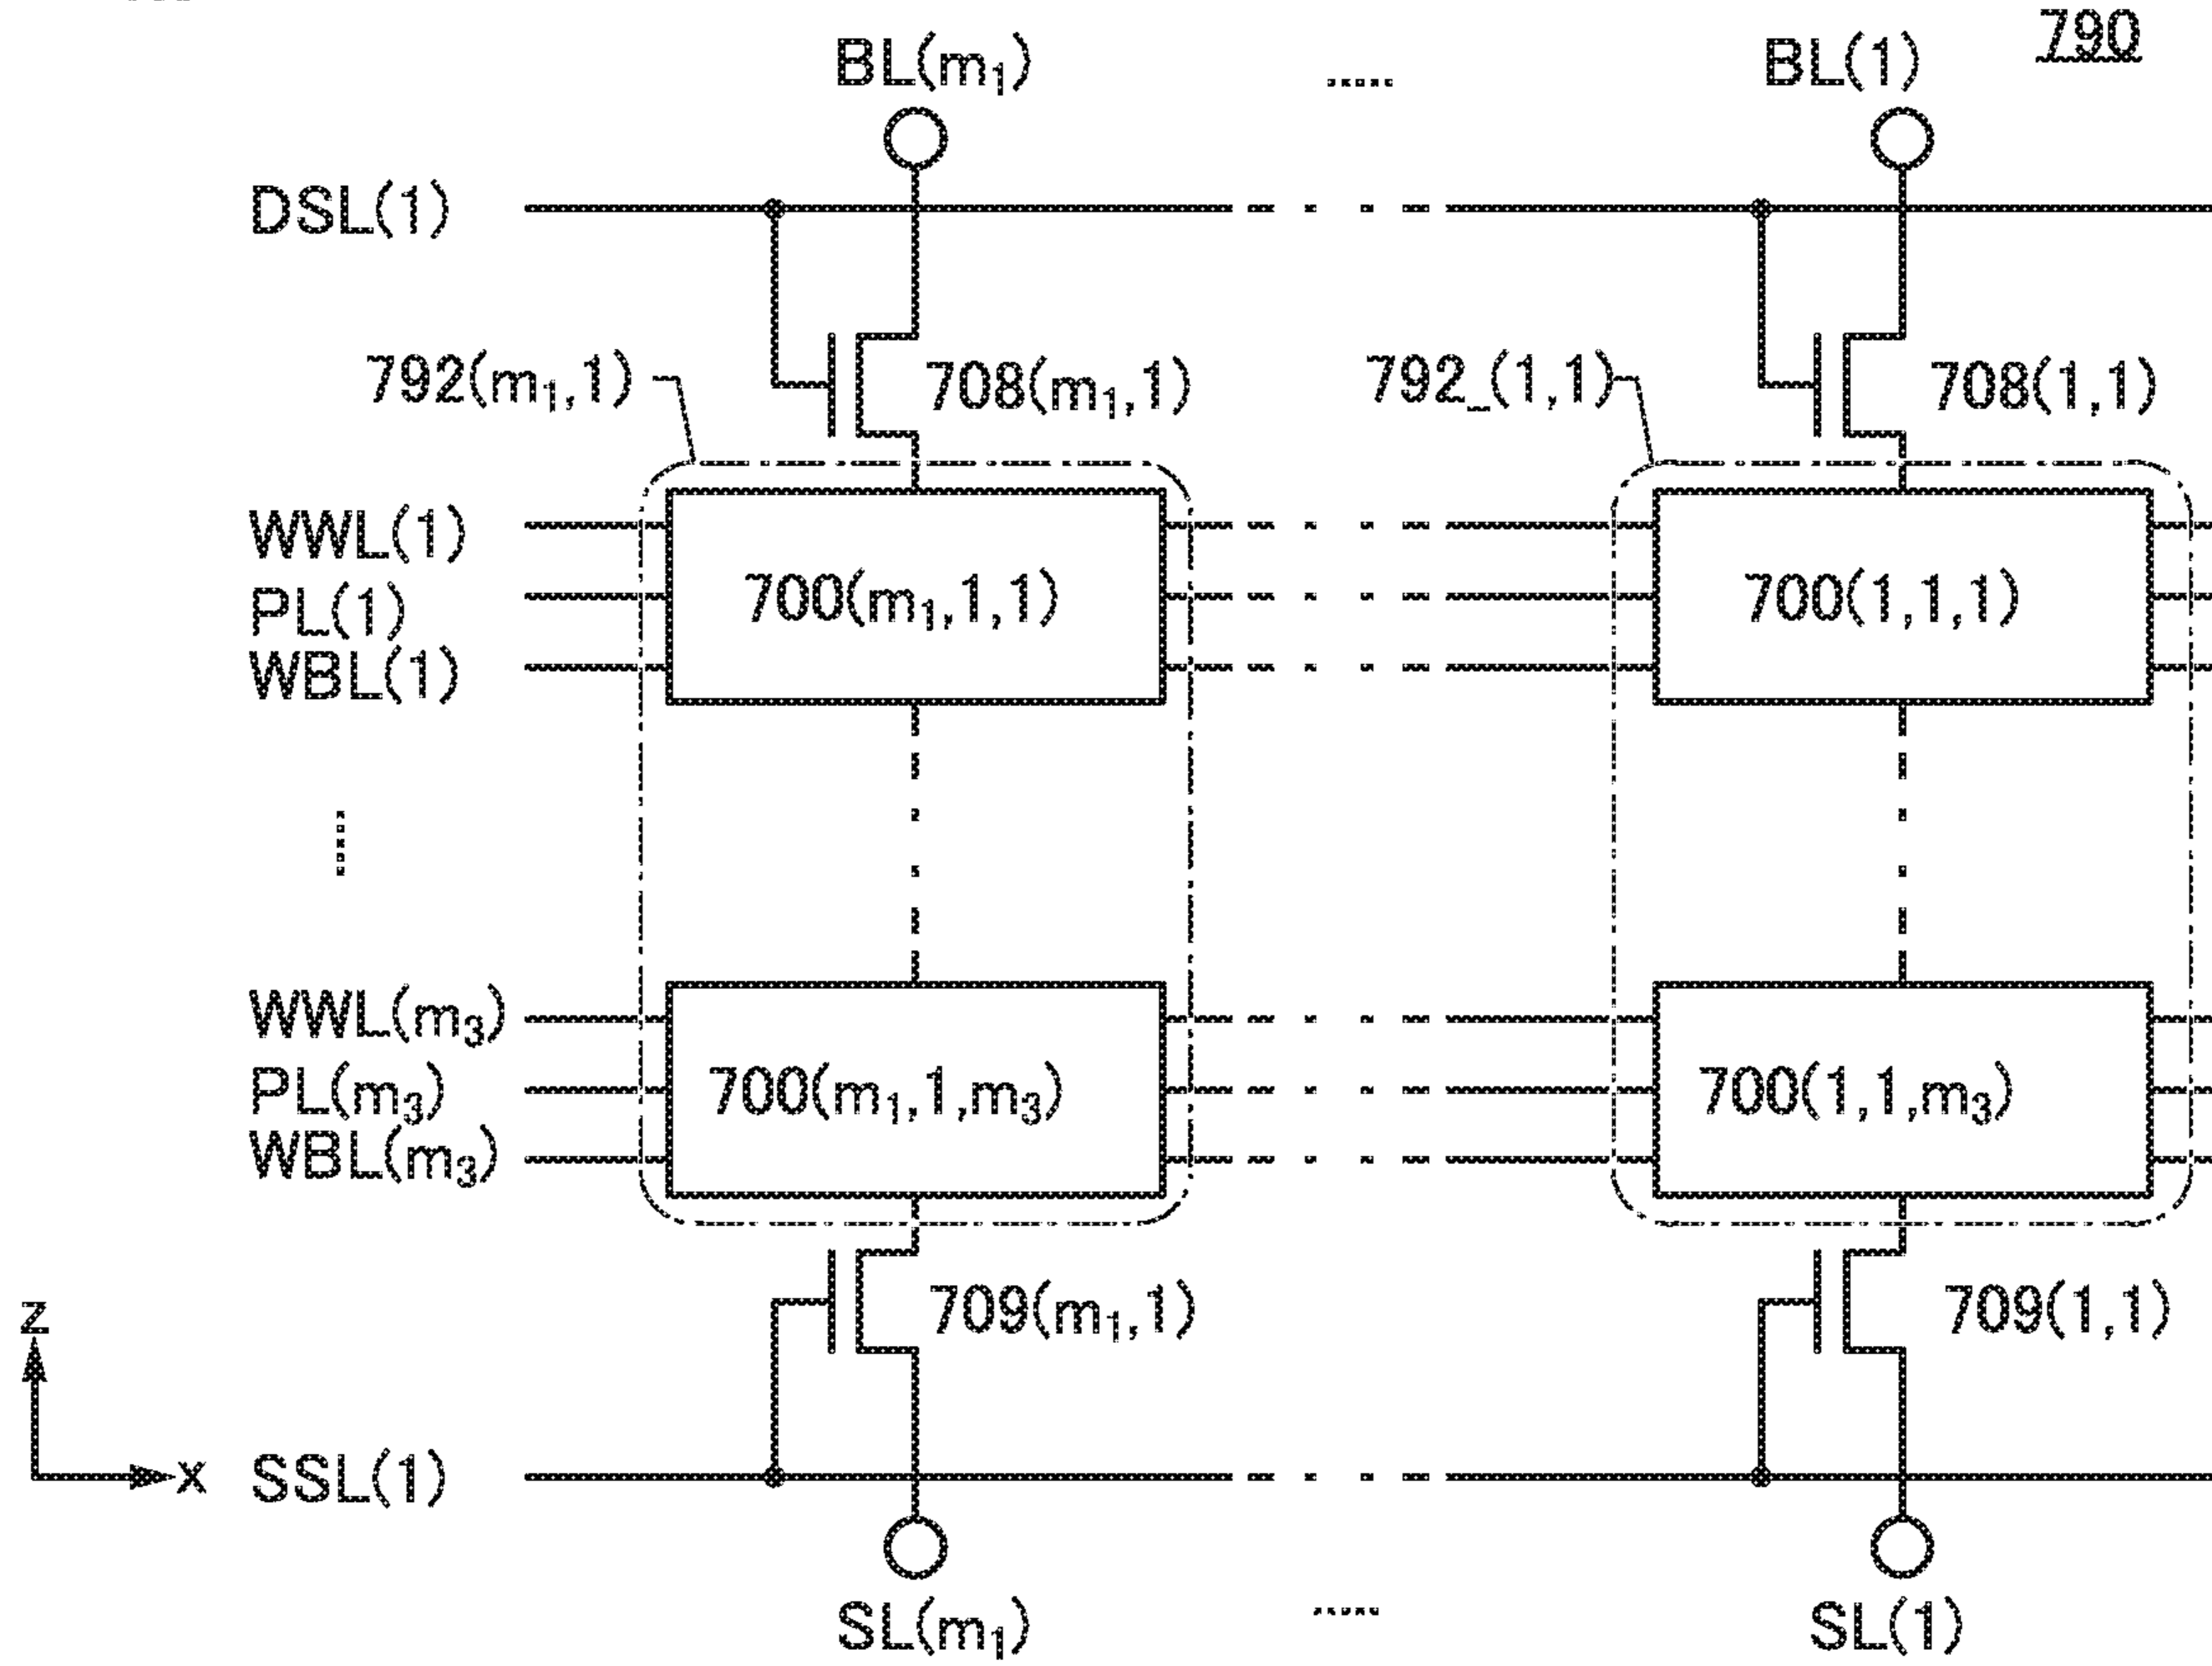 790
BL(m₁) ····· BL(1)
DSL(1)
792(m₁,1) 708(m₁,1) 792_(1,1) 708(1,1)
WWL(1)
PL(1)
WBL(1)
700(m₁,1,1) 700(1,1,1)
WWL(m₃)
PL(m₃)
WBL(m₃)
700(m₁,1,m₃) 700(1,1,m₃)
709(m₁,1) 709(1,1)
z
x
SSL(1)
SL(m₁) ····· SL(1)